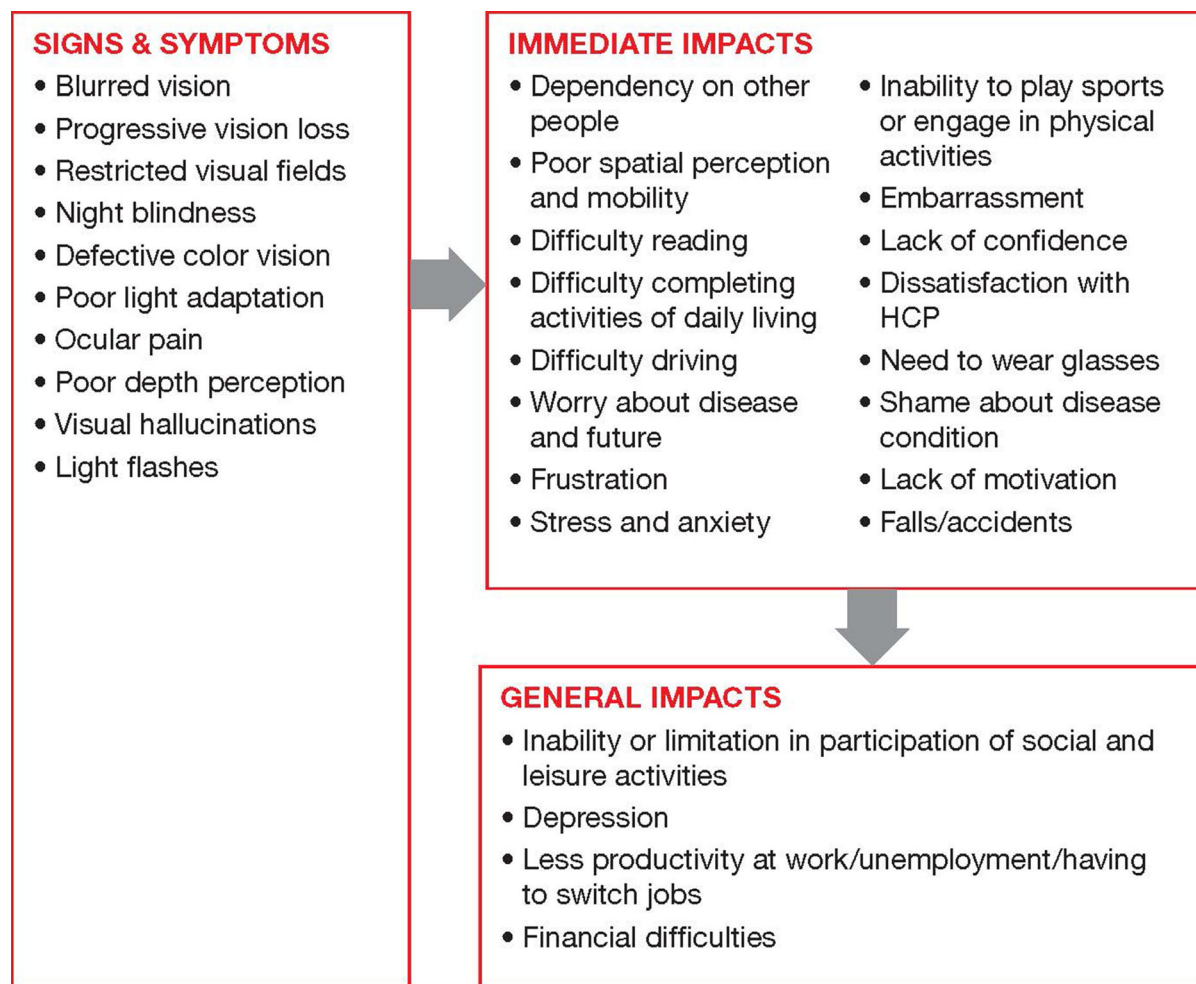 SIGNS & SYMPTOMS
• Blurred vision
• Progressive vision loss
• Restricted visual fields
• Night blindness
• Defective color vision
• Poor light adaptation
• Ocular pain
• Poor depth perception
• Visual hallucinations
• Light flashes
IMMEDIATE IMPACTS
• Dependency on other
people
• Poor spatial perception
and mobility
• Difficulty reading
• Difficulty completing
activities of daily living
• Difficulty driving
• Worry about disease
and future
• Frustration
• Stress and anxiety
• Inability to play sports
or engage in physical
activities
• Embarrassment
• Lack of confidence
• Dissatisfaction with
HCP
• Need to wear glasses
• Shame about disease
condition
• Lack of motivation
• Falls/accidents
GENERAL IMPACTS
• Inability or limitation in participation of social and
leisure activities
• Depression
• Less productivity at work/unemployment/having
to switch jobs
• Financial difficulties